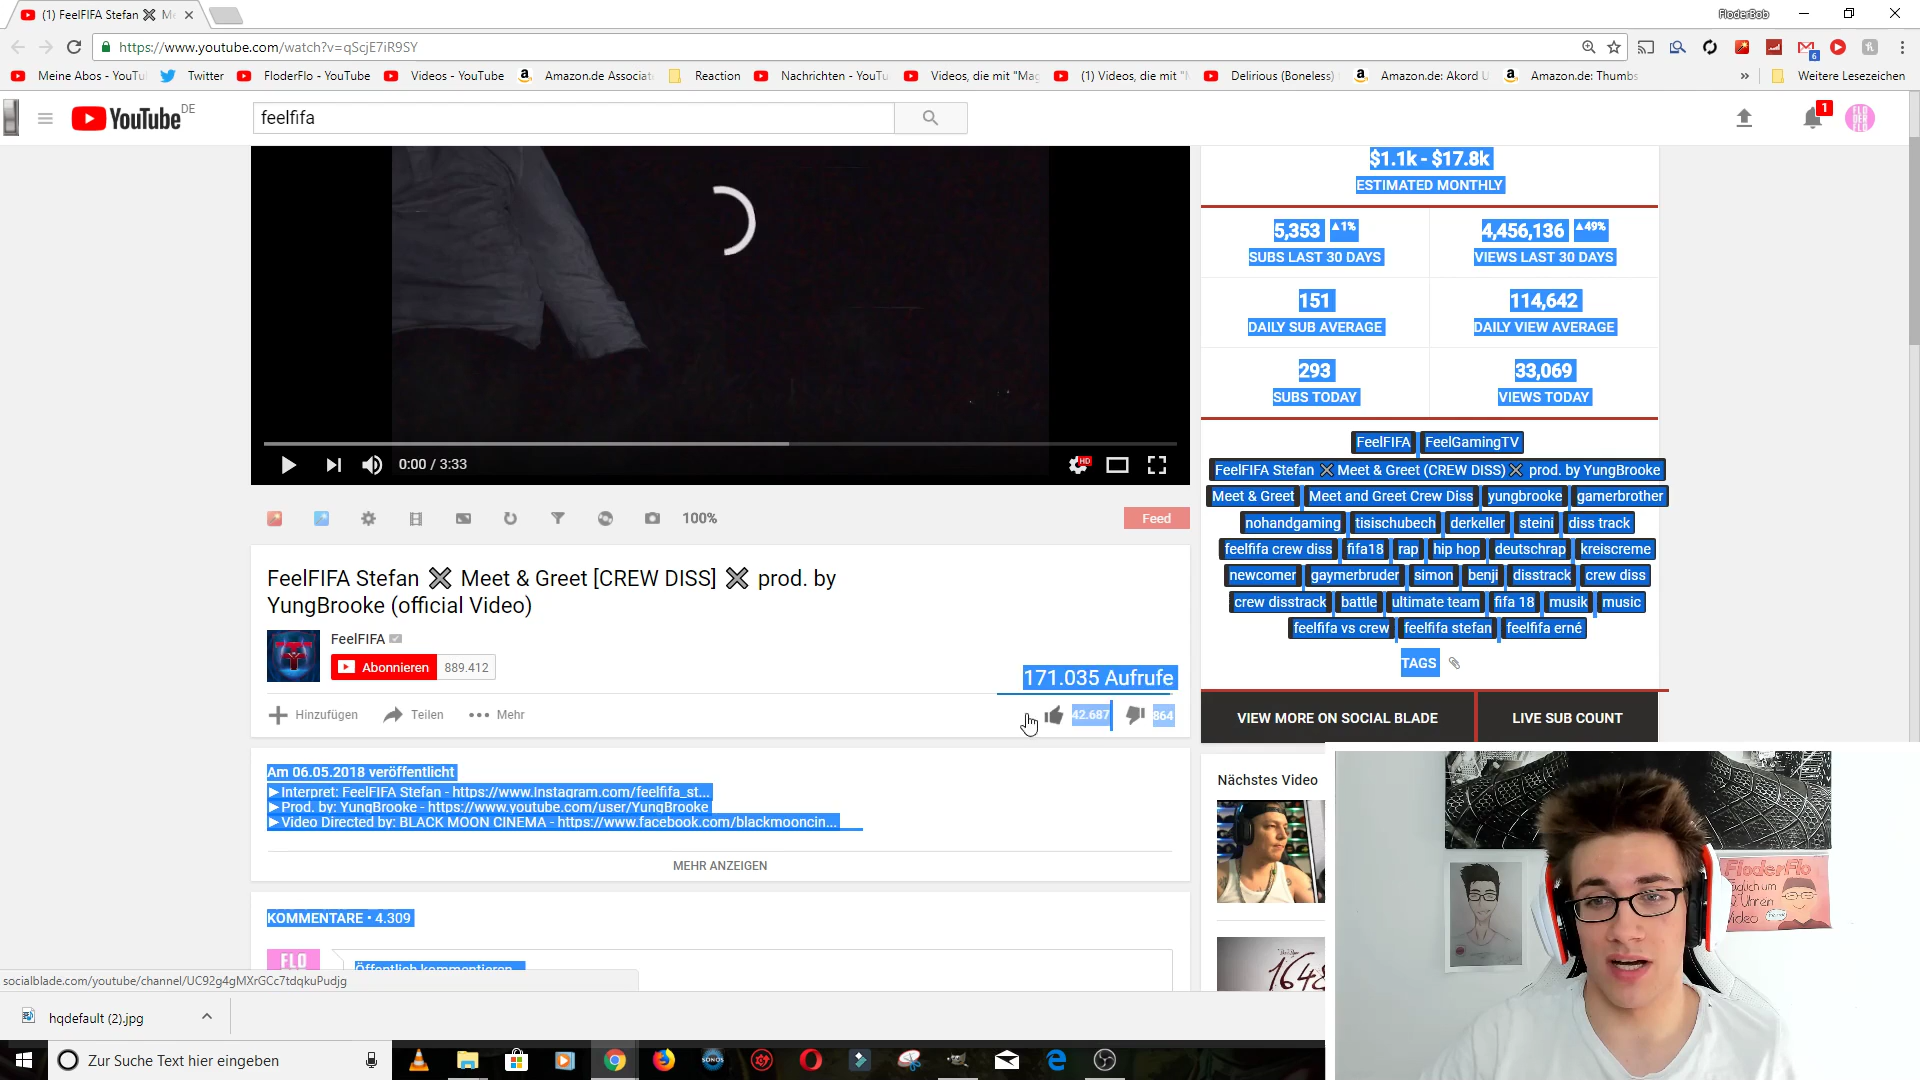 (1) FeelFIFA Stefan ✖ Me
FloderBob
https://www.youtube.com/watch?v=qScjE7iR9SY
6
Meine Abos - YouTu
Twitter
FloderFlo - YouTube
Videos - YouTube
Amazon.de Associat
Reaction
Nachrichten - YouTu
Videos, die mit "Mag
(1) Videos, die mit "
Delirious (Boneless)
Amazon.de: Akord U
Amazon.de: Thumbs
»
Weitere Lesezeichen
YouTube DE
feelfifa
1
$1.1k - $17.8k
ESTIMATED MONTHLY
5,353 ▲1%
SUBS LAST 30 DAYS
4,456,136 ▲49%
VIEWS LAST 30 DAYS
151
DAILY SUB AVERAGE
114,642
DAILY VIEW AVERAGE
293
SUBS TODAY
33,069
VIEWS TODAY
FeelFIFA FeelGamingTV
FeelFIFA Stefan ✖ Meet & Greet (CREW DISS) ✖ prod. by YungBrooke
Meet & Greet Meet and Greet Crew Diss yungbrooke gamerbrother
nohandgaming tisischubech derkeller steini diss track
feelfifa crew diss fifa18 rap hip hop deutschrap kreiscreme
newcomer gaymerbruder simon benji disstrack crew diss
crew disstrack battle ultimate team fifa 18 musik music
feelfifa vs crew feelfifa stefan feelfifa erné
TAGS
VIEW MORE ON SOCIAL BLADE
LIVE SUB COUNT
0:00 / 3:33
HD
100%
Feed
FeelFIFA Stefan ✖ Meet & Greet [CREW DISS] ✖ prod. by
YungBrooke (official Video)
FeelFIFA
Abonnieren 889.412
171.035 Aufrufe
Hinzufügen
Teilen
Mehr
42.687
864
Am 06.05.2018 veröffentlicht
▶Interpret: FeelFIFA Stefan - https://www.Instagram.com/feelfifa_st...
▶Prod. by: YungBrooke - https://www.youtube.com/user/YungBrooke
▶Video Directed by: BLACK MOON CINEMA - https://www.facebook.com/blackmooncin...
MEHR ANZEIGEN
KOMMENTARE • 4.309
FLO
Öffentlich kommentieren...
Nächstes Video
1648
FloderFlo
Video
socialblade.com/youtube/channel/UC92g4gMXrGCc7tdqkuPudjg
hqdefault (2).jpg
Zur Suche Text hier eingeben
SONOS